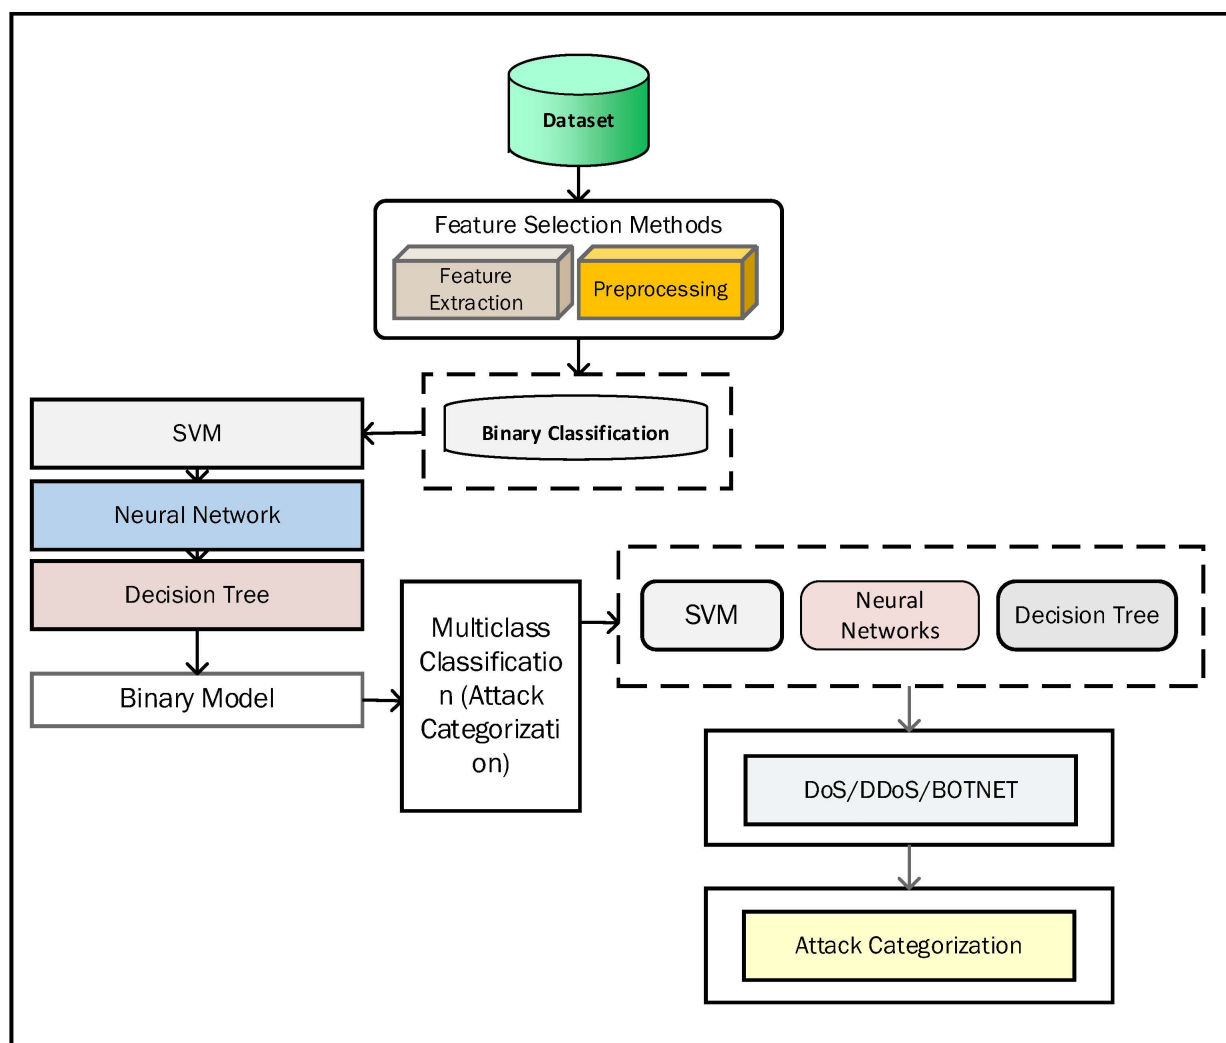 Dataset
Feature Selection Methods
Feature
Extraction
Preprocessing
Binary Classification
SVM
Neural Network
Decision Tree
Binary Model
Multiclass
Classificatio
n (Attack
Categorizati
on)
SVM
Neural
Networks
Decision Tree
DoS/DDoS/BOTNET
Attack Categorization